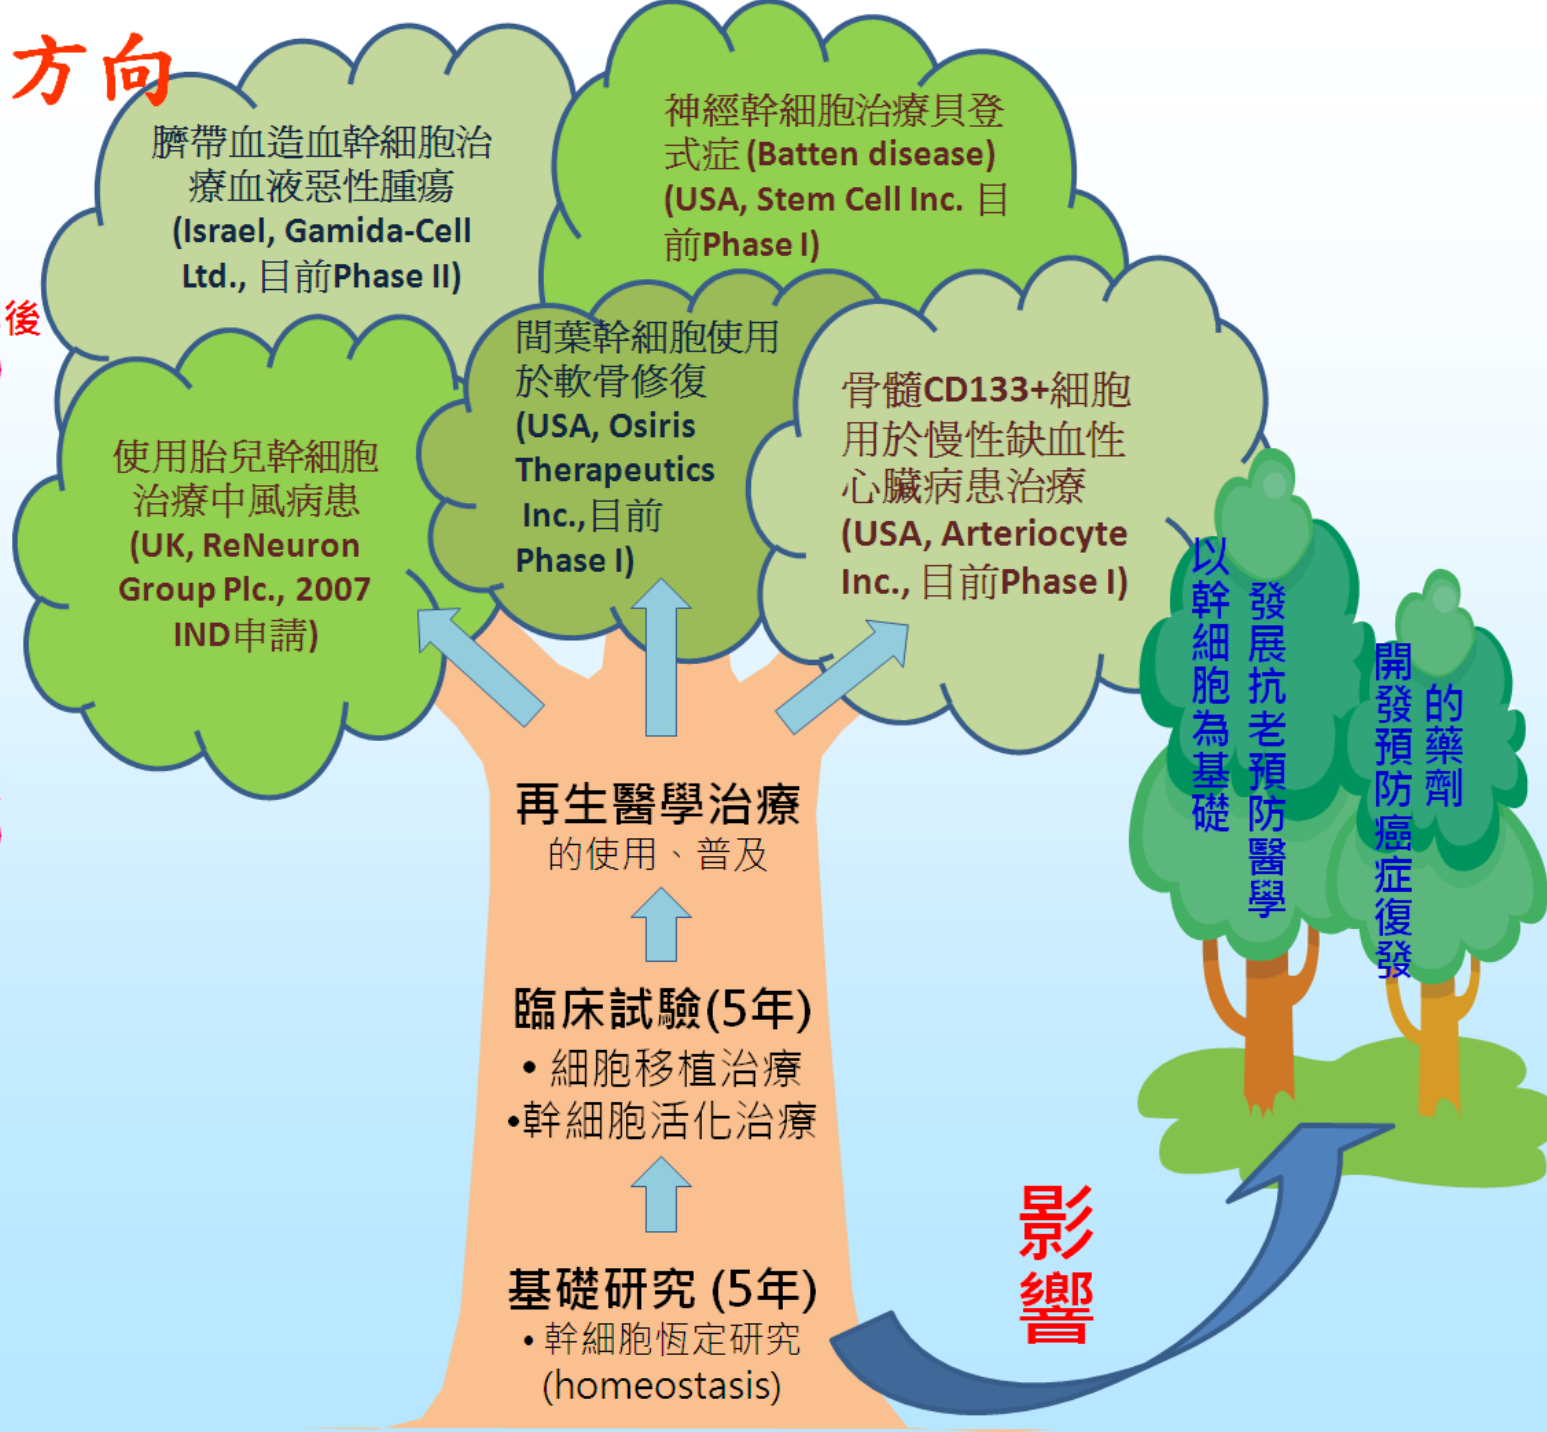 方向
臍帶血造血幹細胞治
療血液惡性腫瘍
(Israel, Gamida-Cell
Ltd., 目前Phase II)
神經幹細胞治療貝登
式症(Batten disease)
(USA, Stem Cell Inc. 目
前Phase I)
後
使用胎兒幹細胞
治療中風病患
(UK, ReNeuron
Group Plc., 2007
IND申請)
間葉幹細胞使用
於軟骨修復
(USA, Osiris
Therapeutics
Inc.,目前
Phase I)
骨髓CD133+細胞
用於慢性缺血性
心臟病患治療
(USA, Arteriocyte
Inc., 目前Phase I)
以幹細胞為基礎
發展抗老預防醫學
開發預防癌症復發
的藥劑
再生醫學治療
的使用、普及
臨床試驗(5年)
• 細胞移植治療
•幹細胞活化治療
基礎研究 (5年)
• 幹細胞恆定研究
(homeostasis)
影響